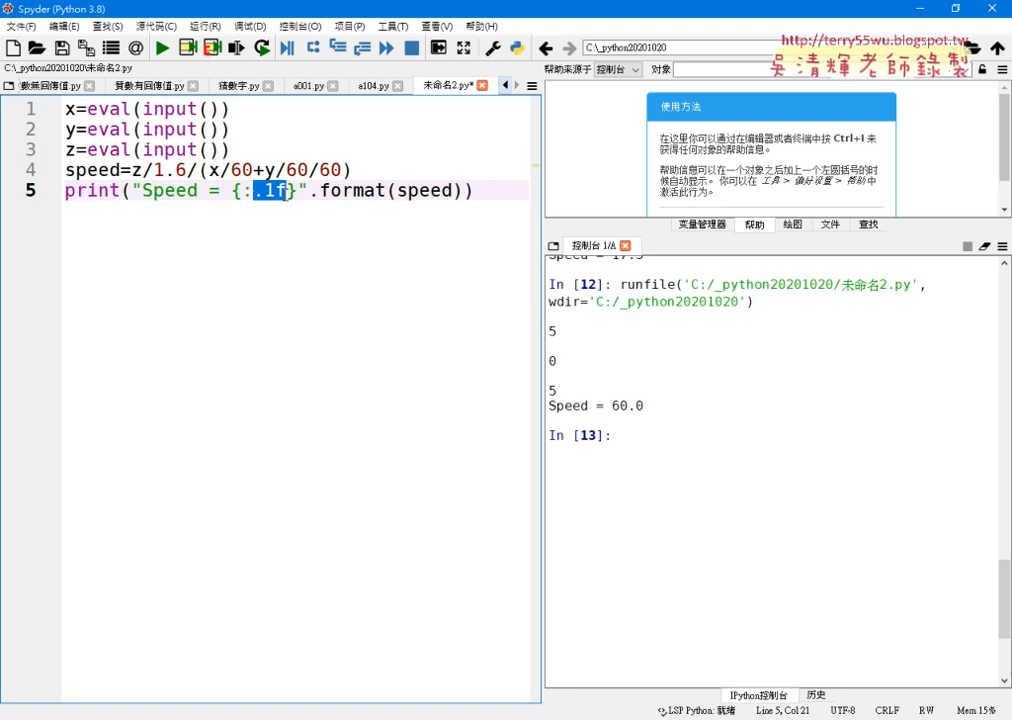 Spyder (Python 3.8)
文件(F) 编辑(E) 查找(S) 源代码(C) 运行(R) 调试(D) 控制台(O) 项目(P) 工具(T) 查看(V) 帮助(H)
C:\_python20201020
http://terry55wu.blogspot.tw
吳清輝老師錄製
C:\_python20201020\未命名2.py
帮助来源于 控制台 对象
數無回傳值.py 質數有回傳值.py 猜數字.py a001.py a104.py 未命名2.py*
1 x=eval(input())
2 y=eval(input())
3 z=eval(input())
4 speed=z/1.6/(x/60+y/60/60)
5 print("Speed = {:.1f}".format(speed))
使用方法
在这里你可以通过在编辑器或者终端中按 Ctrl+I 来
获得任何对象的帮助信息。
帮助信息可以在一个对象之后加上一个左圆括号的时
候自动显示。 你可以在 工具 > 偏好设置 > 帮助 中
激活此行为。
变量管理器 帮助 绘图 文件 查找
控制台 1/A
Speed = 17.5
In [12]: runfile('C:/_python20201020/未命名2.py',
wdir='C:/_python20201020')
5
0
5
Speed = 60.0
In [13]:
IPython控制台 历史
LSP Python: 就绪 Line 5, Col 21 UTF-8 CRLF RW Mem 15%